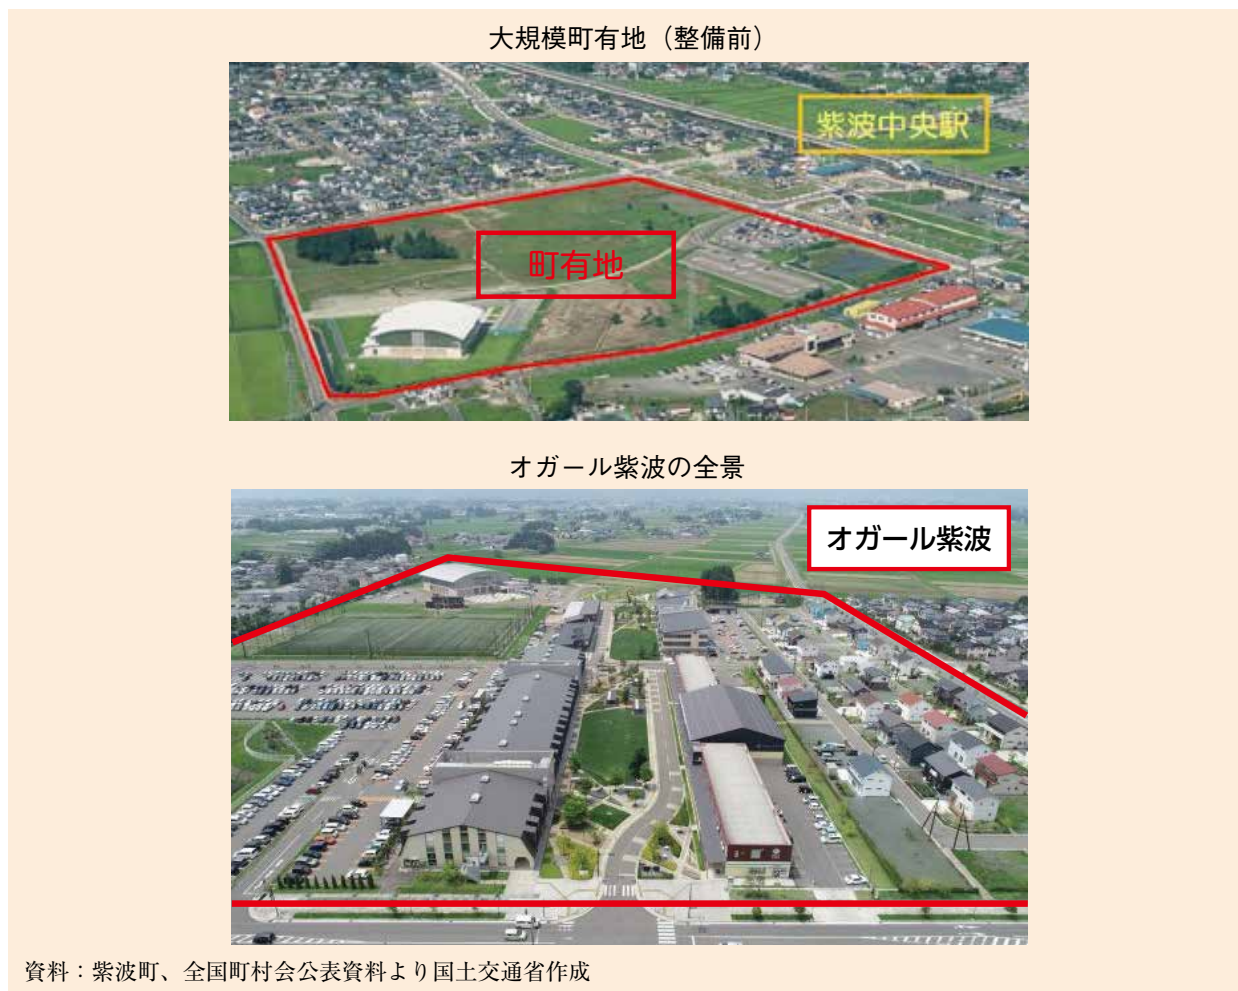 大規模町有地（整備前）
紫波中央駅
町有地
オガール紫波の全景
オガール紫波
資料：紫波町、全国町村会公表資料より国土交通省作成